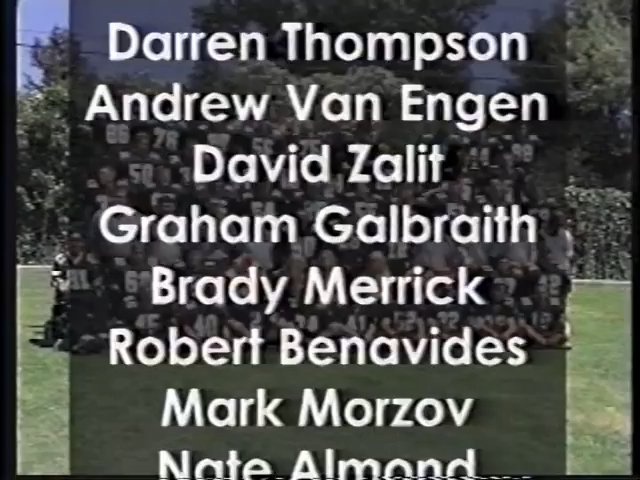 Darren Thompson
Andrew Van Engen
David Zalit
Graham Galbraith
Brady Merrick
Robert Benavides
Mark Morzov
Nate Almond